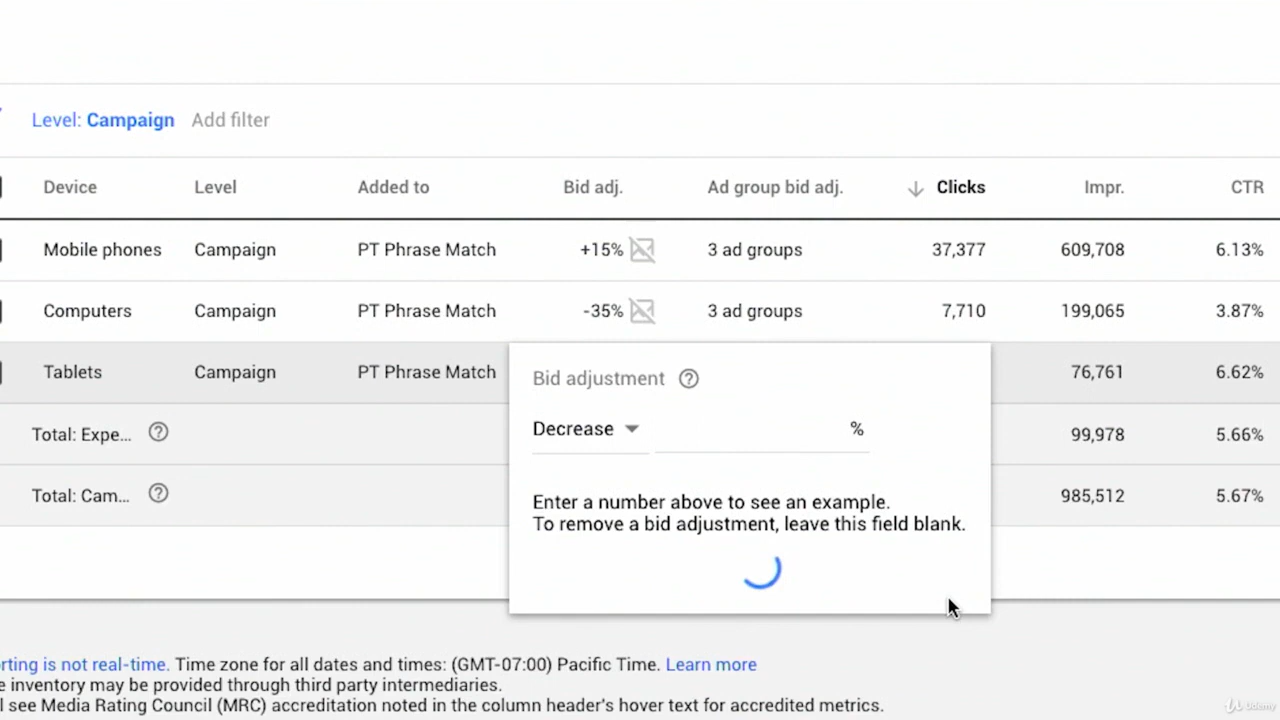 Level: Campaign Add filter
Device Level Added to Bid adj. Ad group bid adj. Clicks Impr. CTR
Mobile phones Campaign PT Phrase Match +15% 3 ad groups 37,377 609,708 6.13%
Computers Campaign PT Phrase Match -35% 3 ad groups 7,710 199,065 3.87%
Tablets Campaign PT Phrase Match 76,761 6.62%
Total: Expe... 99,978 5.66%
Total: Cam... 985,512 5.67%
Bid adjustment
Decrease %
Enter a number above to see an example.
To remove a bid adjustment, leave this field blank.
rting is not real-time. Time zone for all dates and times: (GMT-07:00) Pacific Time. Learn more
e inventory may be provided through third party intermediaries.
l see Media Rating Council (MRC) accreditation noted in the column header's hover text for accredited metrics.
Udemy